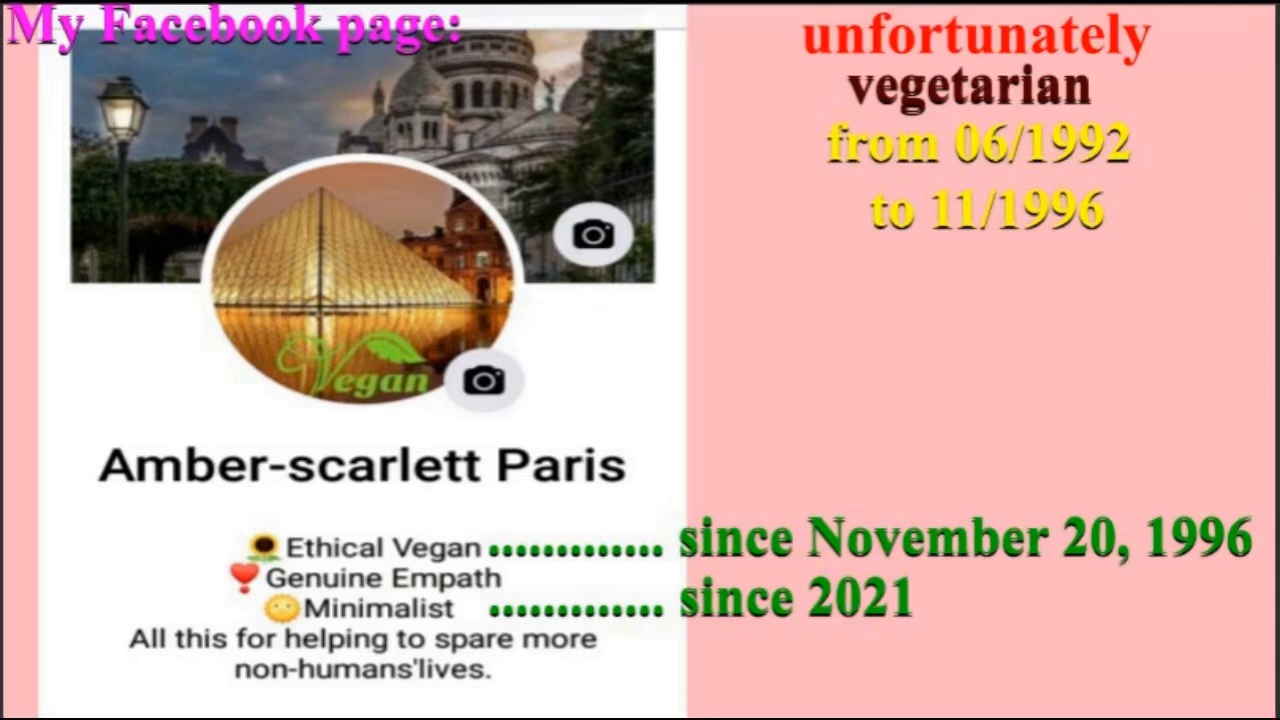 My Facebook page:
unfortunately
vegetarian
from 06/1992
to 11/1996
Vegan
Amber-scarlett Paris
Ethical Vegan ............. since November 20, 1996
Genuine Empath
Minimalist ............. since 2021
All this for helping to spare more
non-humans'lives.